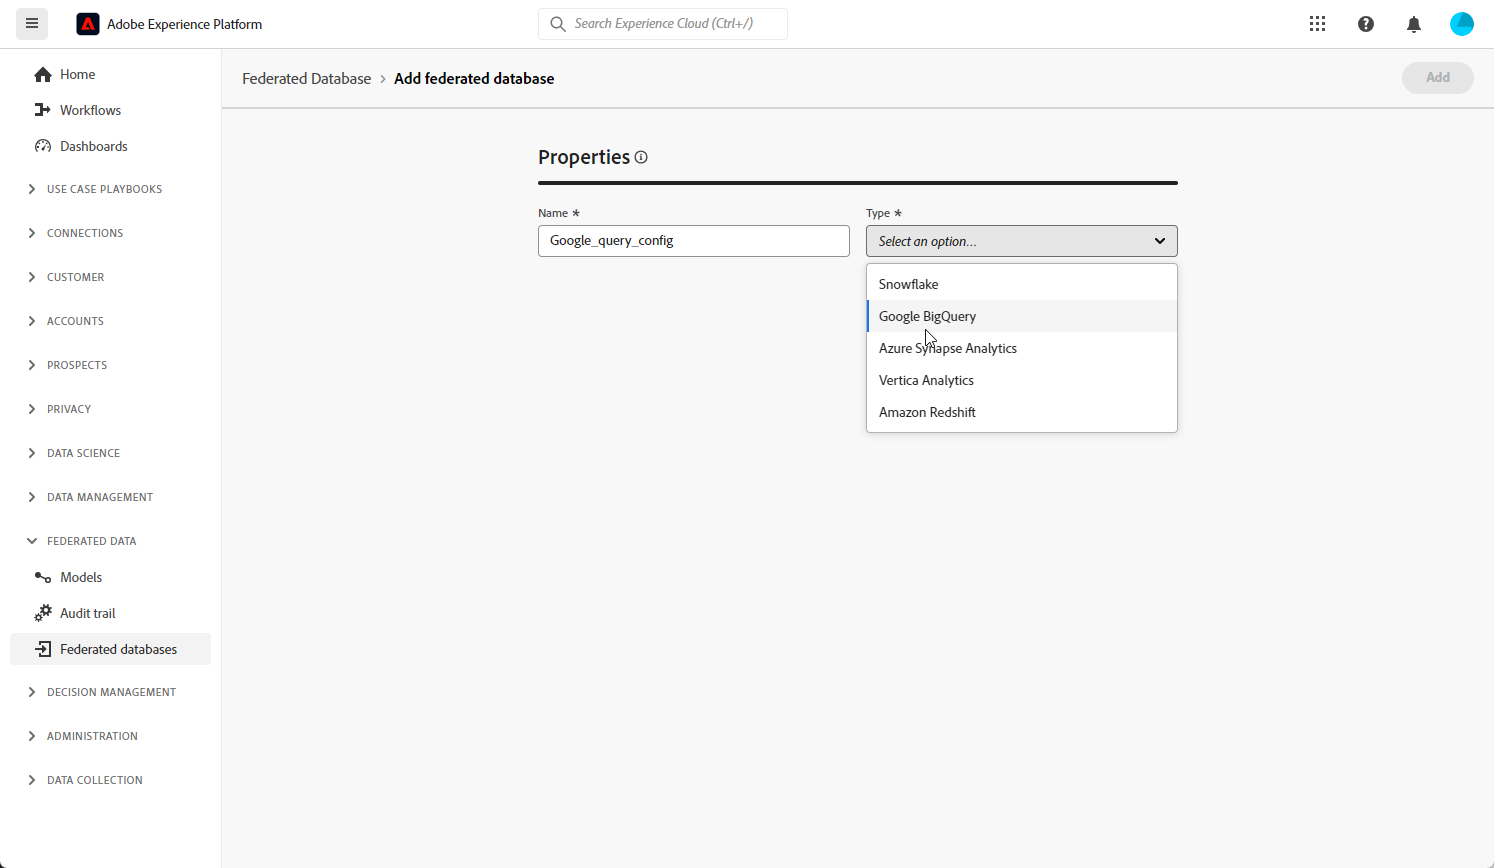 Adobe Experience Platform
Search Experience Cloud (Ctrl+/)
Home
Workflows
Dashboards
USE CASE PLAYBOOKS
CONNECTIONS
CUSTOMER
ACCOUNTS
PROSPECTS
PRIVACY
DATA SCIENCE
DATA MANAGEMENT
FEDERATED DATA
Models
Audit trail
Federated databases
DECISION MANAGEMENT
ADMINISTRATION
DATA COLLECTION
Federated Database > Add federated database
Add
Properties
Name *
Google_query_config
Type *
Select an option...
Snowflake
Google BigQuery
Azure Synapse Analytics
Vertica Analytics
Amazon Redshift